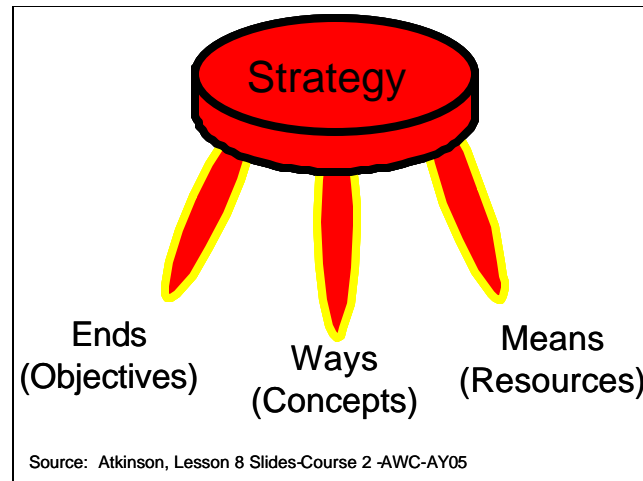 Strategy
Ends
(Objectives)
Ways
(Concepts)
Means
(Resources)
Source: Atkinson, Lesson 8 Slides-Course 2 -AWC-AY05